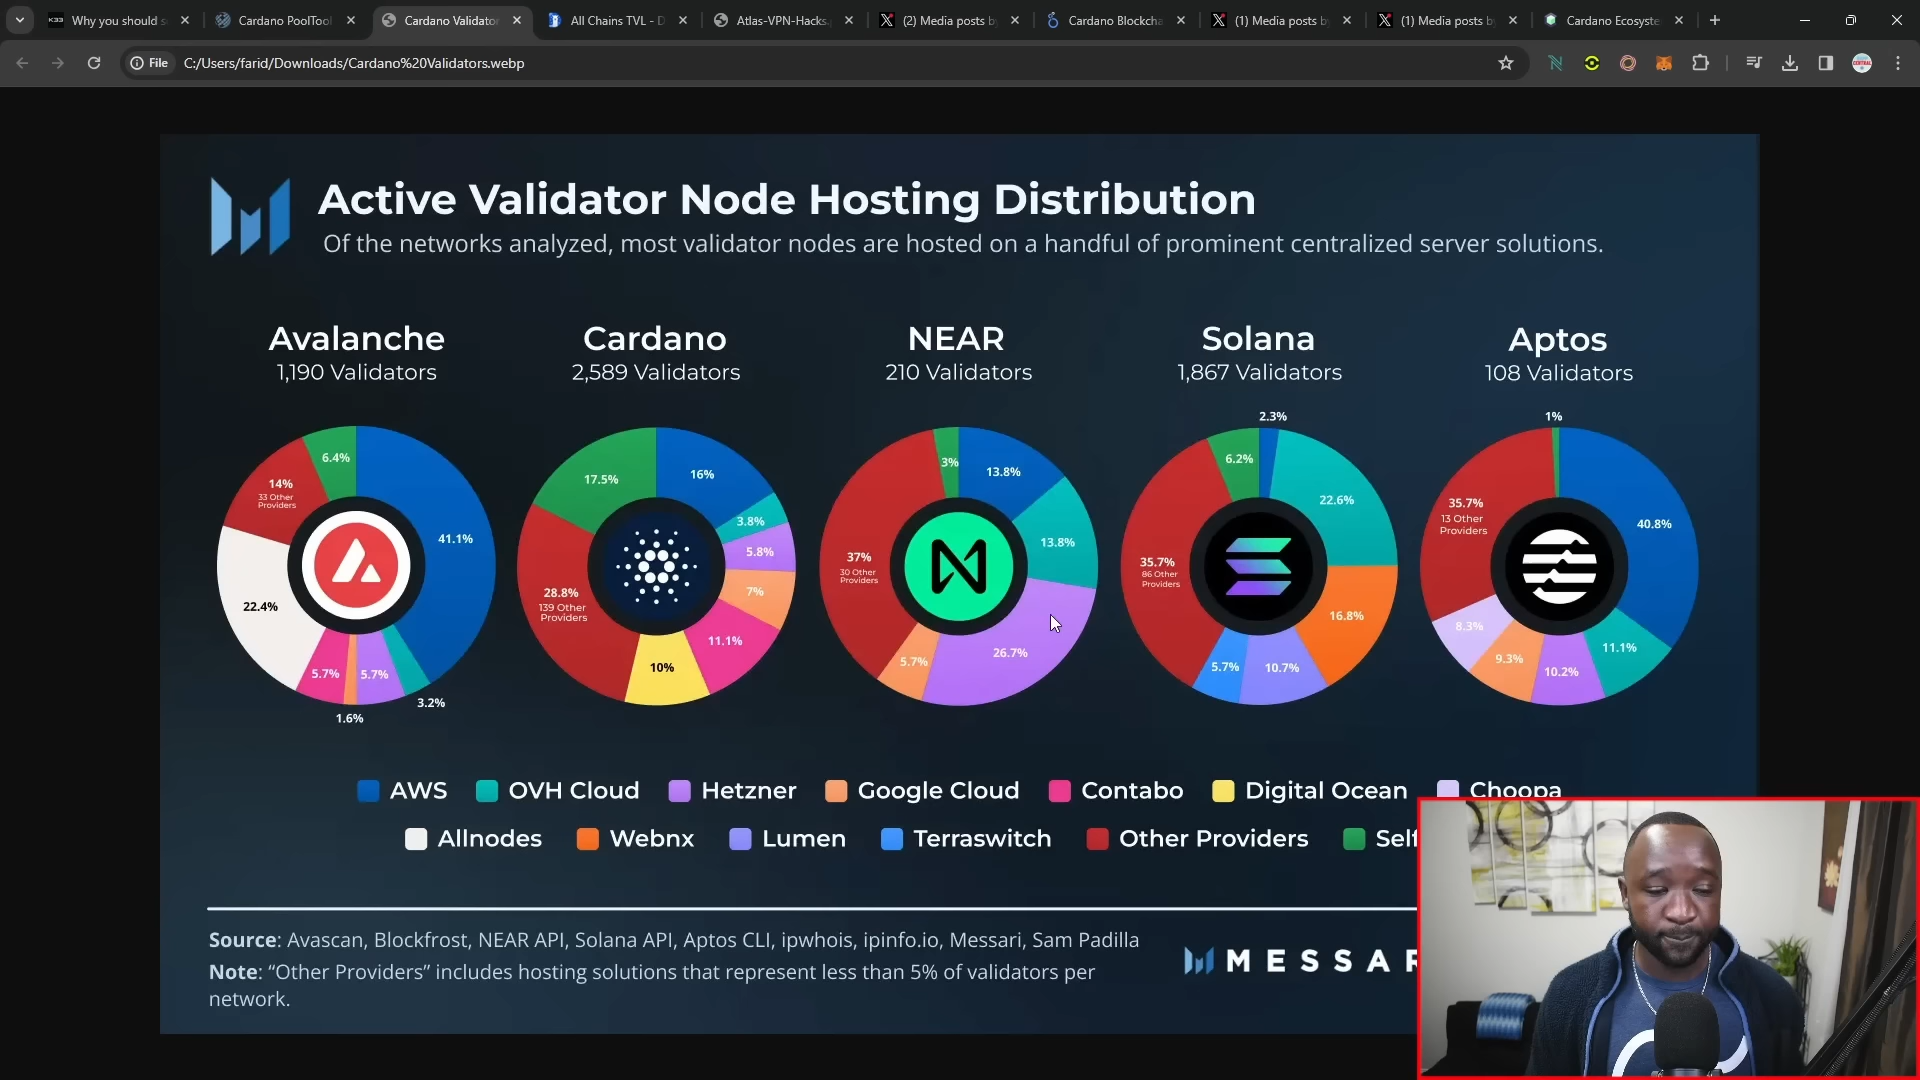 K33
Why you should s
Cardano PoolTool
Cardano Validator
All Chains TVL - D
Atlas-VPN-Hacks.
(2) Media posts by
Cardano Blockcha
(1) Media posts by
(1) Media posts by
Cardano Ecosyste
File
C:/Users/farid/Downloads/Cardano%20Validators.webp
Active Validator Node Hosting Distribution
Of the networks analyzed, most validator nodes are hosted on a handful of prominent centralized server solutions.
Avalanche
1,190 Validators
6.4%
14%
33 Other
Providers
41.1%
22.4%
5.7%
5.7%
3.2%
1.6%
Cardano
2,589 Validators
17.5%
16%
3.8%
5.8%
7%
28.8%
139 Other
Providers
11.1%
10%
NEAR
210 Validators
3%
13.8%
13.8%
37%
30 Other
Providers
26.7%
5.7%
Solana
1,867 Validators
2.3%
6.2%
22.6%
35.7%
86 Other
Providers
16.8%
5.7%
10.7%
Aptos
108 Validators
1%
35.7%
13 Other
Providers
40.8%
8.3%
9.3%
10.2%
11.1%
AWS OVH Cloud Hetzner Google Cloud Contabo Digital Ocean Choopa
Allnodes Webnx Lumen Terraswitch Other Providers Self
Source: Avascan, Blockfrost, NEAR API, Solana API, Aptos CLI, ipwhois, ipinfo.io, Messari, Sam Padilla
Note: “Other Providers” includes hosting solutions that represent less than 5% of validators per
network.
MESSAR